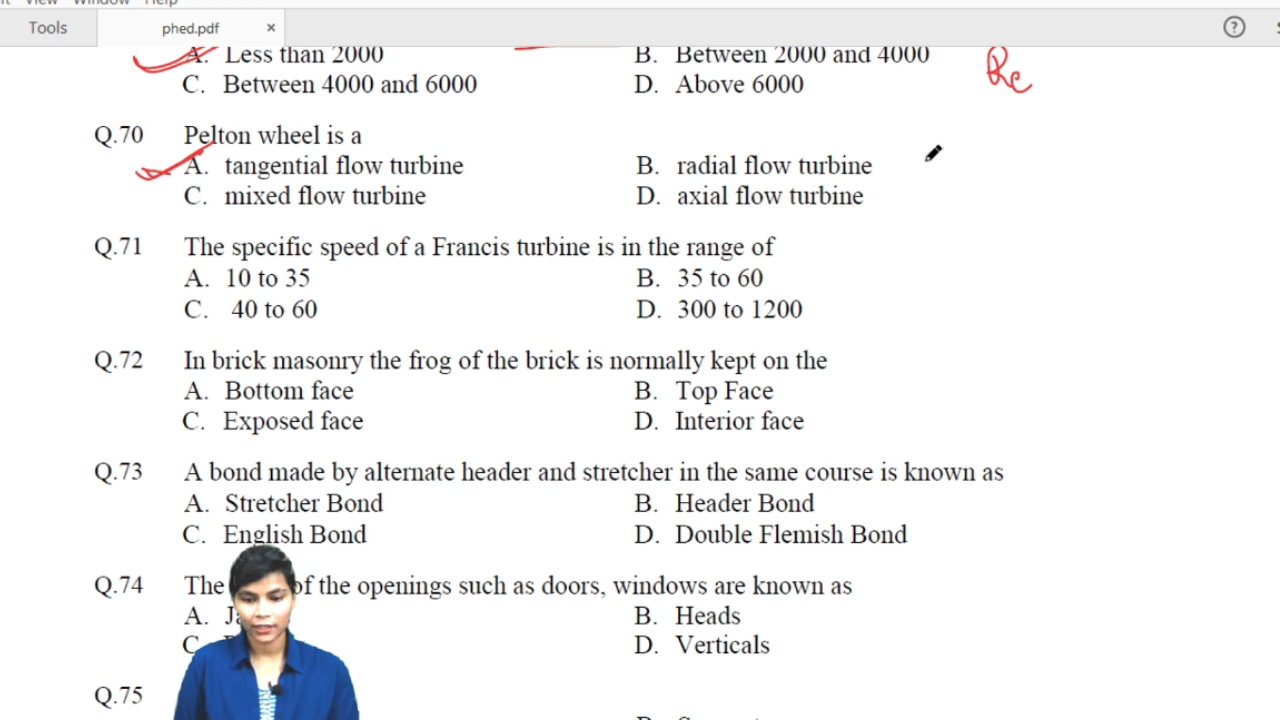 View Window Help
Tools phed.pdf ×
A. Less than 2000 B. Between 2000 and 4000 Re
C. Between 4000 and 6000 D. Above 6000
Q.70 Pelton wheel is a
A. tangential flow turbine B. radial flow turbine
C. mixed flow turbine D. axial flow turbine
Q.71 The specific speed of a Francis turbine is in the range of
A. 10 to 35 B. 35 to 60
C. 40 to 60 D. 300 to 1200
Q.72 In brick masonry the frog of the brick is normally kept on the
A. Bottom face B. Top Face
C. Exposed face D. Interior face
Q.73 A bond made by alternate header and stretcher in the same course is known as
A. Stretcher Bond B. Header Bond
C. English Bond D. Double Flemish Bond
Q.74 The of the openings such as doors, windows are known as
A. B. Heads
C. D. Verticals
Q.75